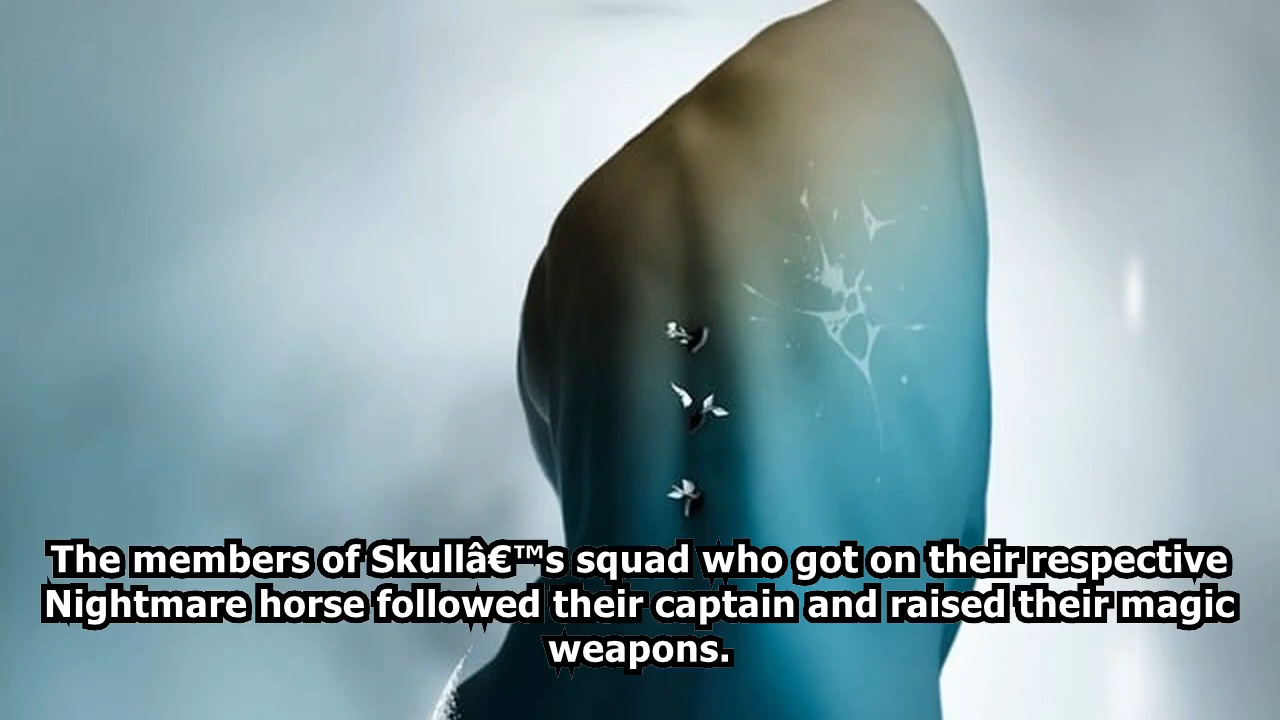 The members of Skullâ€™s squad who got on their respective
Nightmare horse followed their captain and raised their magic
weapons.